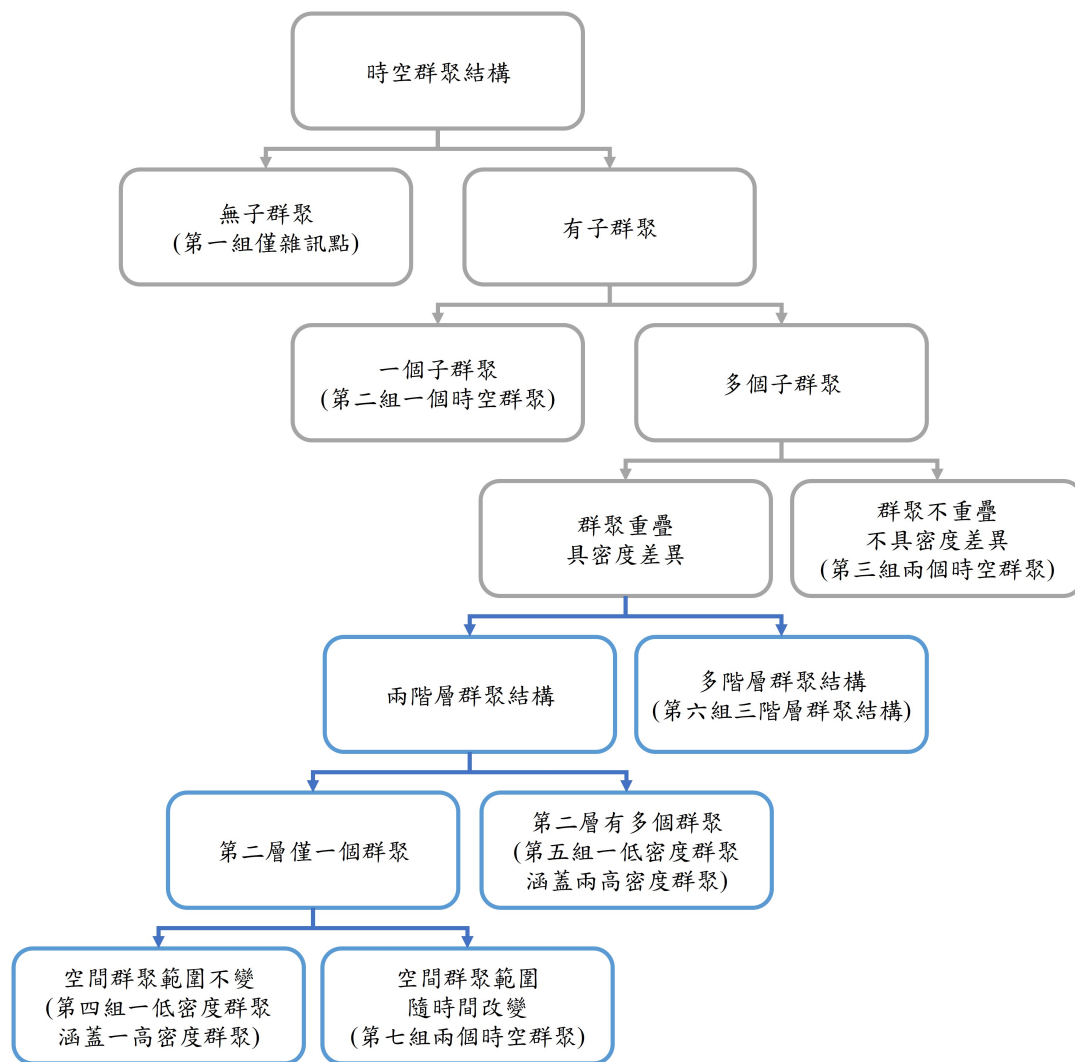 時空群聚結構
無子群聚
(第一組僅雜訊點)
有子群聚
一個子群聚
(第二組一個時空群聚)
多個子群聚
群聚重疊
具密度差異
群聚不重疊
不具密度差異
(第三組兩個時空群聚)
兩階層群聚結構
多階層群聚結構
(第六組三階層群聚結構)
第二層僅一個群聚
第二層有多個群聚
(第五組一低密度群聚
涵蓋兩高密度群聚)
空間群聚範圍不變
(第四組一低密度群聚
涵蓋一高密度群聚)
空間群聚範圍
隨時間改變
(第七組兩個時空群聚)